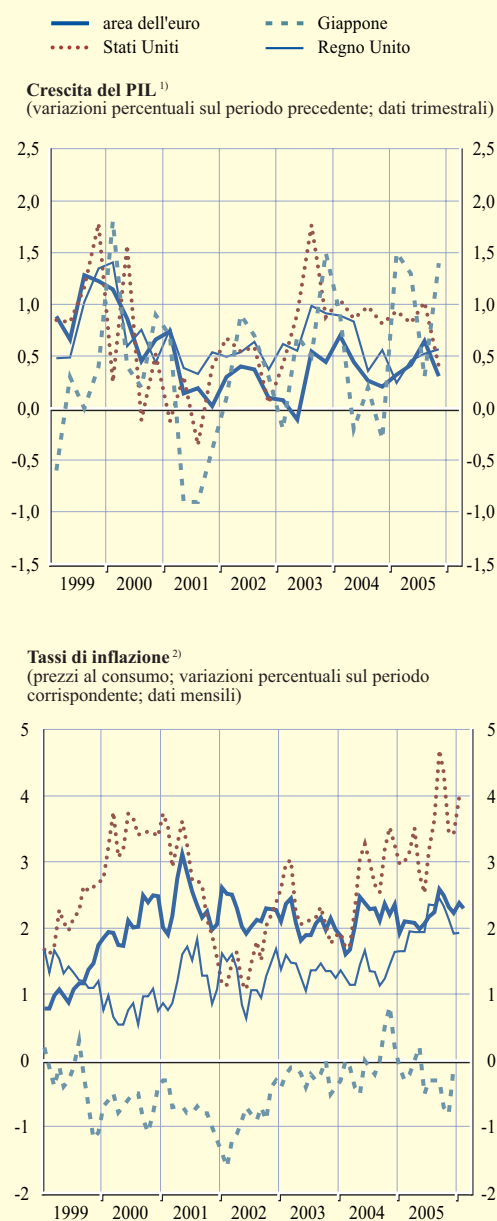 area dell'euro
Stati Uniti
Giappone
Regno Unito
Crescita del PIL 1)
(variazioni percentuali sul periodo precedente; dati trimestrali)
2,5 2,5
2,0 2,0
1,5 1,5
1,0 1,0
0,5 0,5
0,0 0,0
-0,5 -0,5
-1,0 -1,0
-1,5 -1,5
1999 2000 2001 2002 2003 2004 2005
Tassi di inflazione 2)
(prezzi al consumo; variazioni percentuali sul periodo
corrispondente; dati mensili)
5 5
4 4
3 3
2 2
1 1
0 0
-1 -1
-2 -2
1999 2000 2001 2002 2003 2004 2005